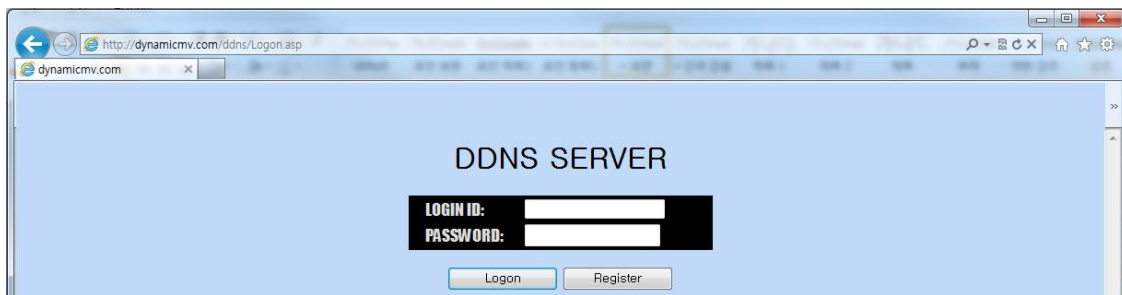 http://dynamicmv.com/ddns/Logon.asp
dynamicmv.com
DDNS SERVER
LOGIN ID:
PASSWORD:
Logon
Register